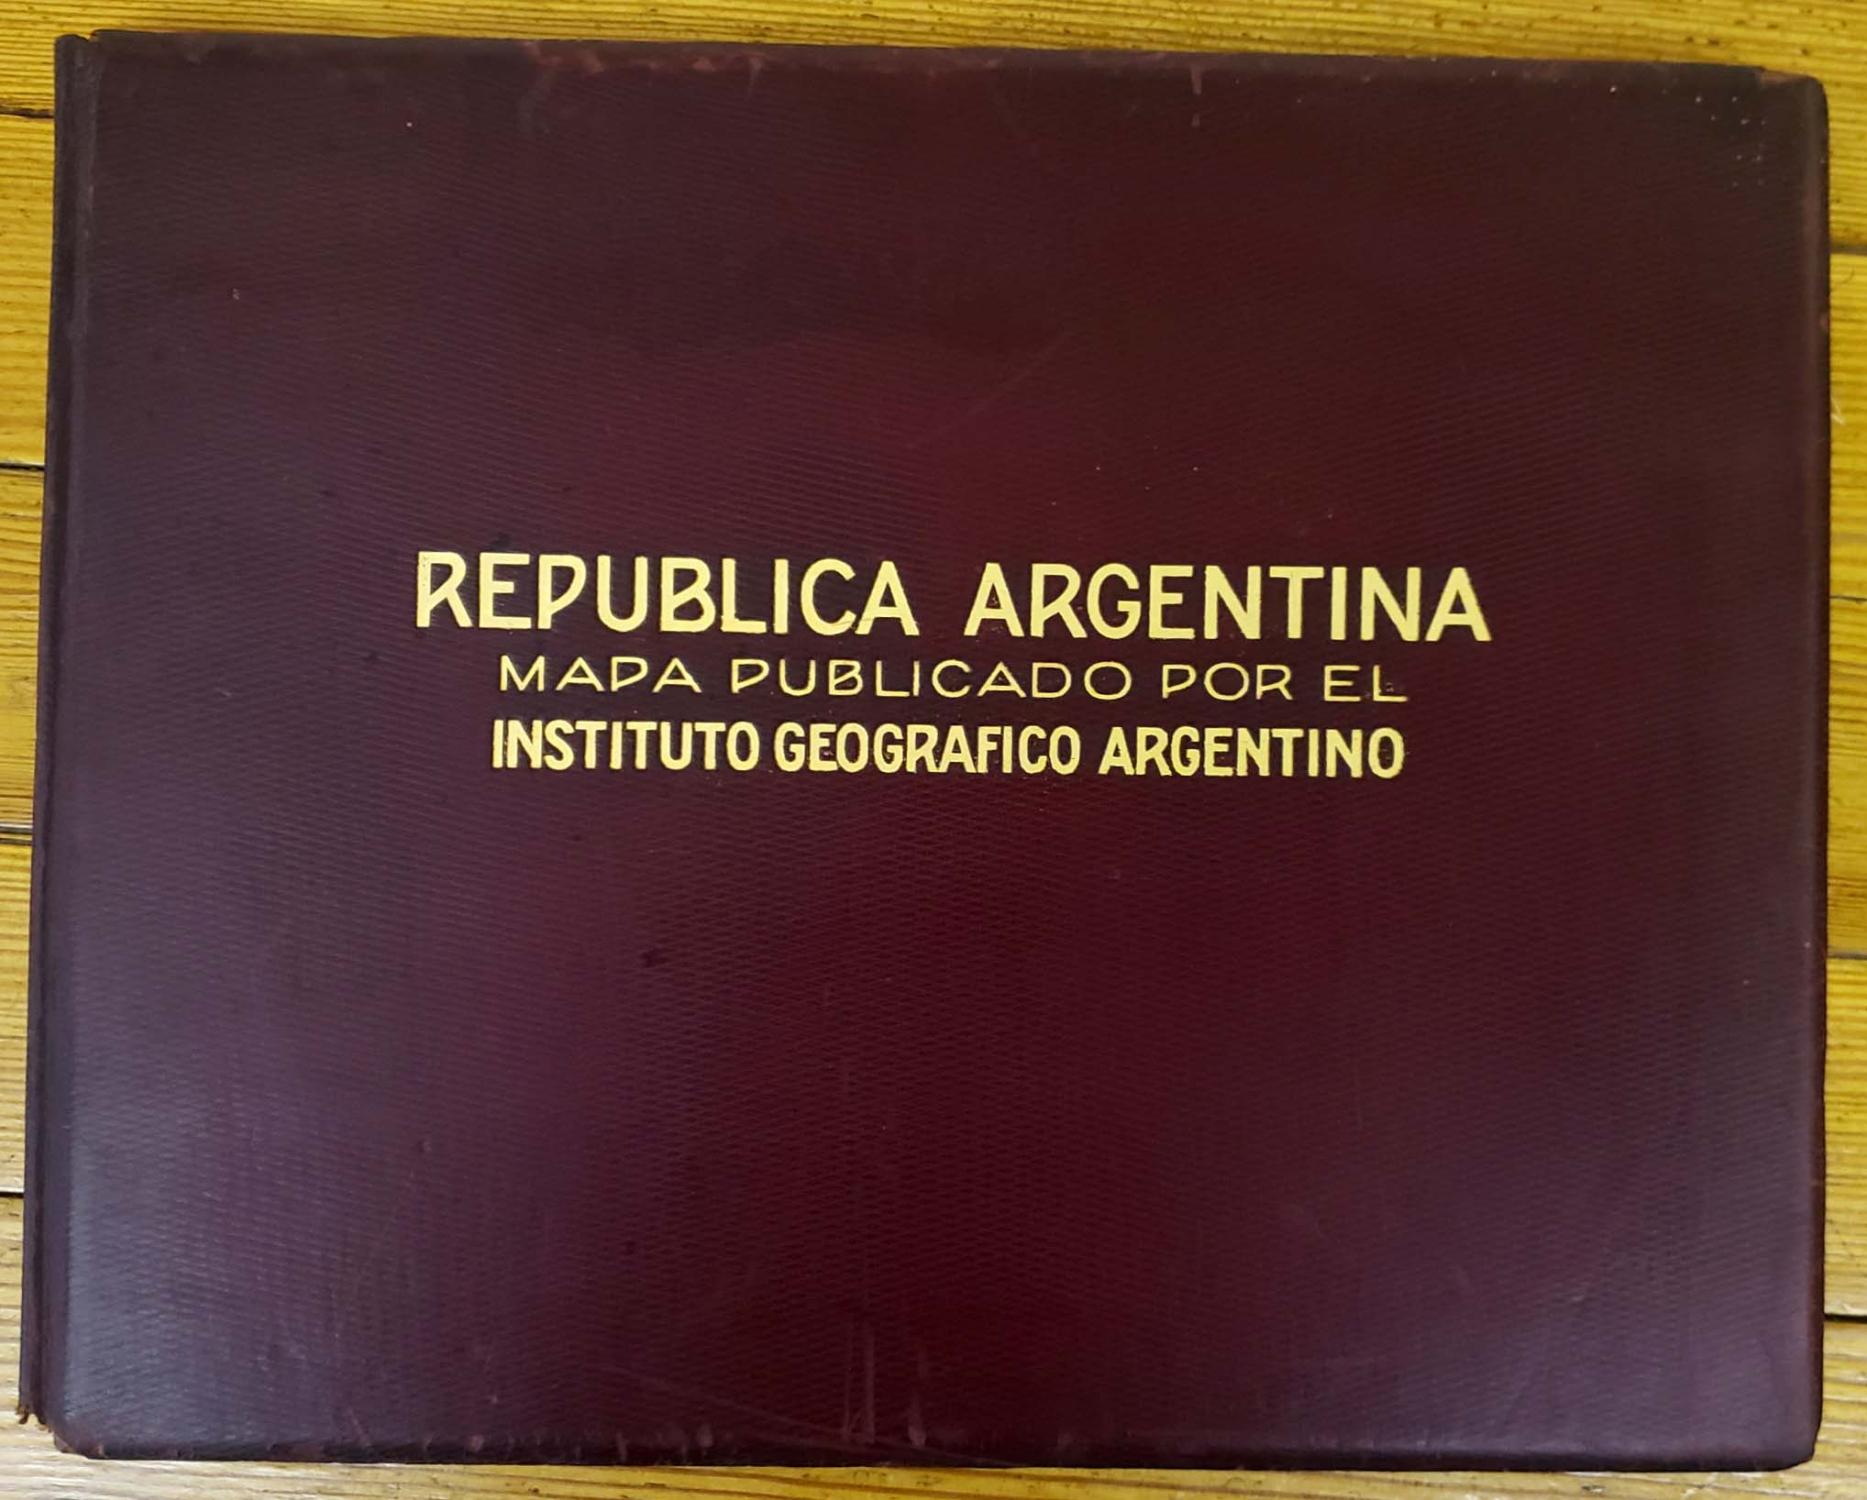 REPUBLICA ARGENTINA
MAPA PUBLICADO POR EL
INSTITUTO GEOGRAFICO ARGENTINO